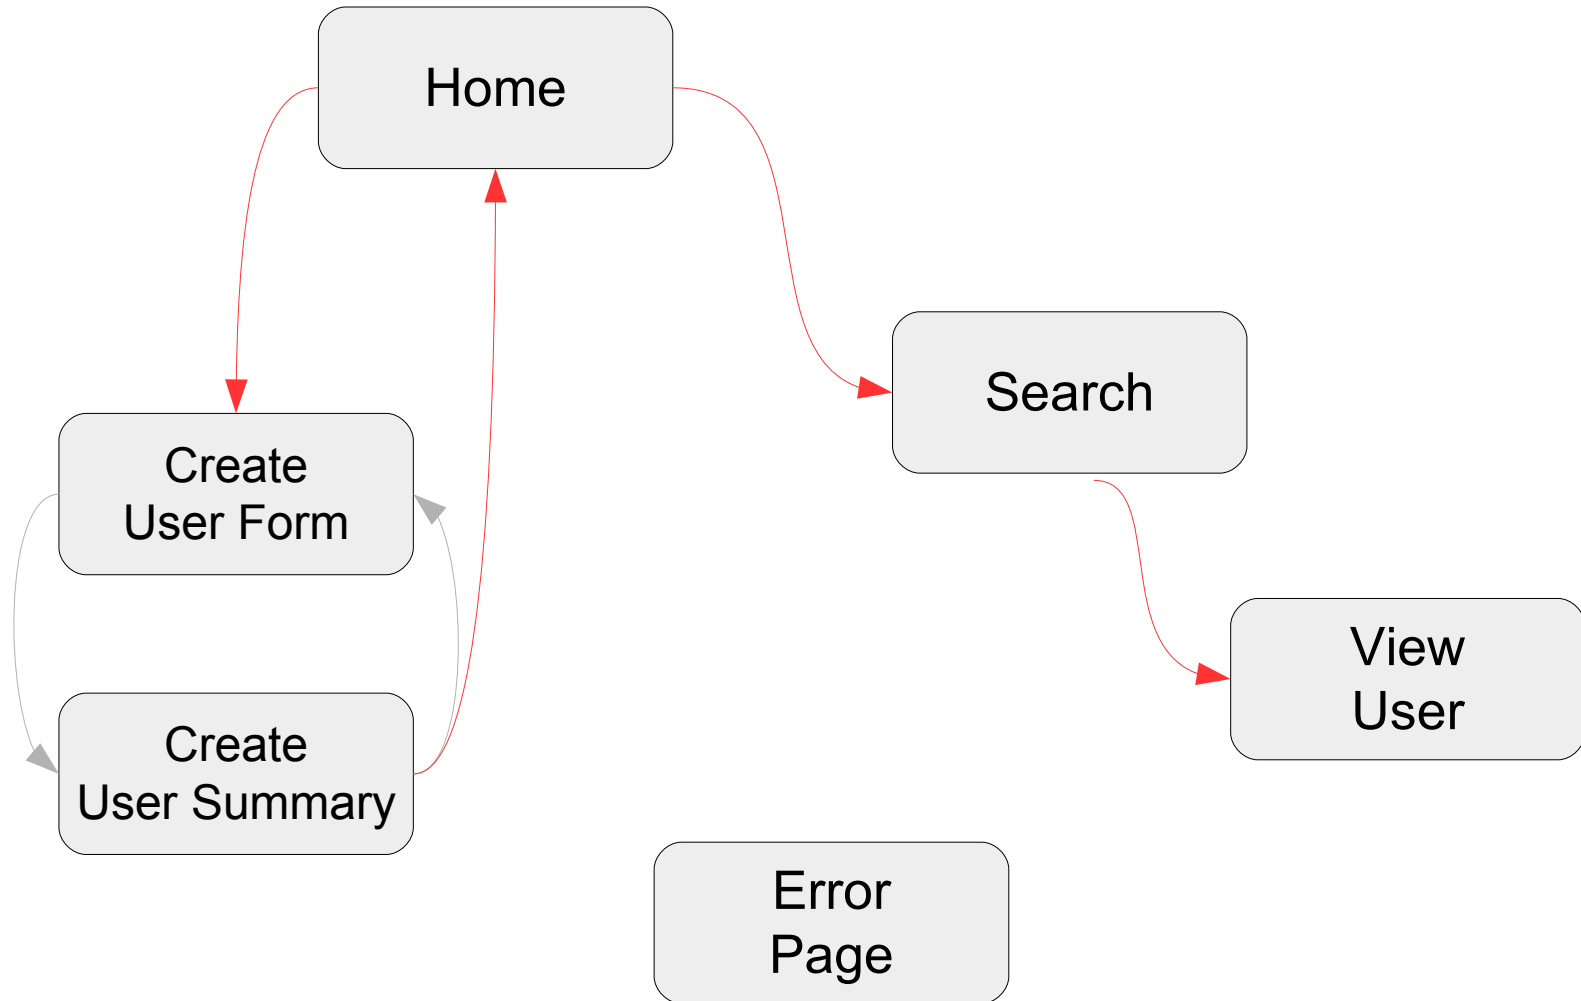 Home
Search
Create
User Form
View
User
Create
User Summary
Error
Page